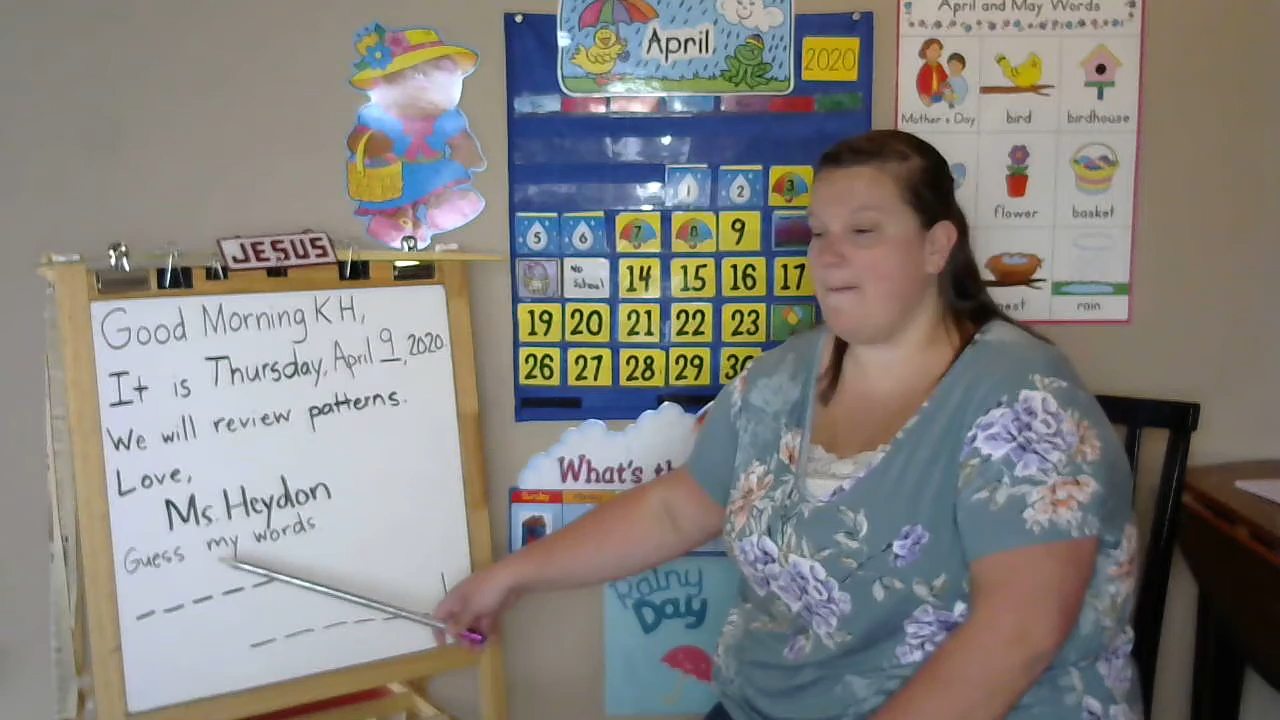 April
2020
April and May Words
Mother's Day
bird
birdhouse
flower
basket
rain
1 2 3
5 6 7 8 9
No School 14 15 16 17
19 20 21 22 23
26 27 28 29 30
JESUS
Good Morning KH,
It is Thursday, April 9, 2020
We will review patterns.
Love,
Ms. Heydon
Guess my words
What's
Sunday
Rainy
Day